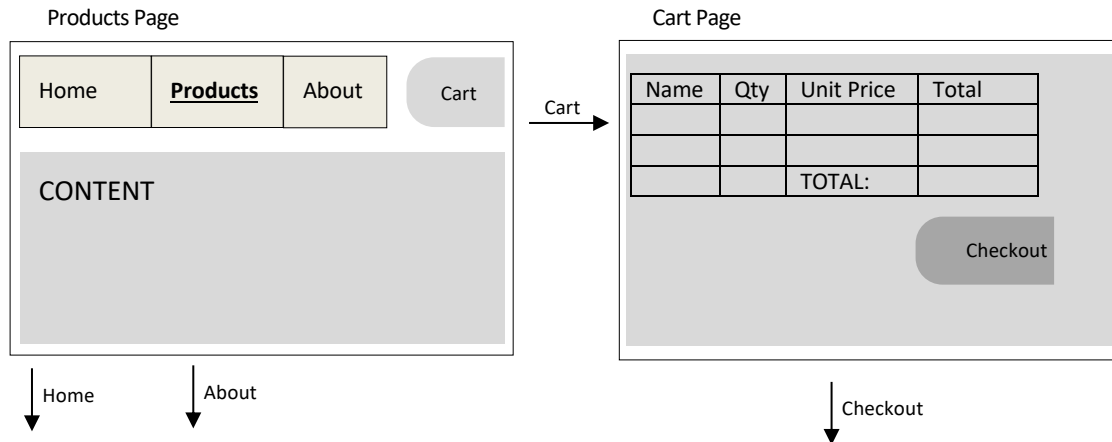 Products Page
Home Products About Cart
CONTENT
Home
About
Cart
Cart Page
Name Qty Unit Price Total
TOTAL:
Checkout
Checkout